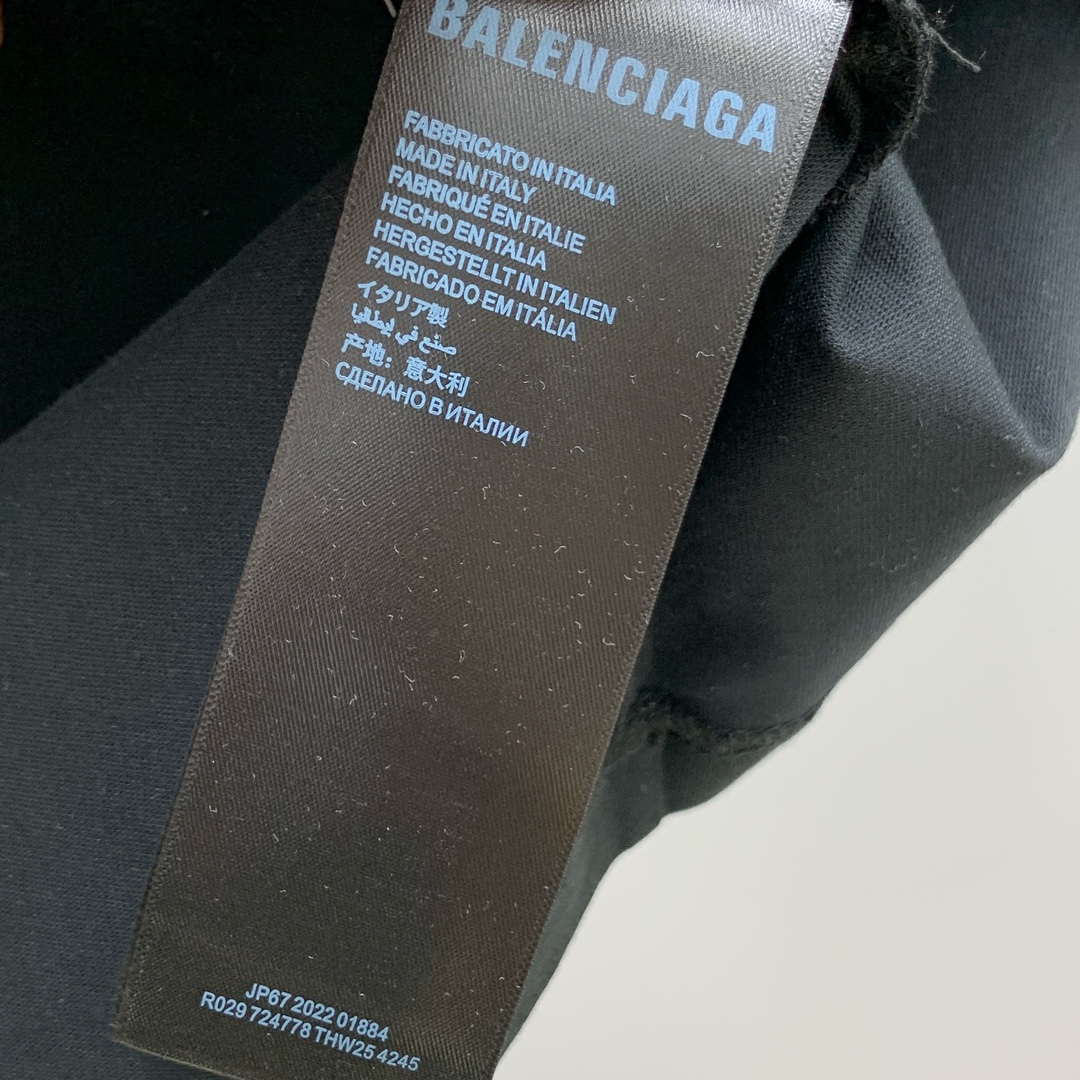 BALENCIAGA
FABBRICATO IN ITALIA
MADE IN ITALY
FABRIQUÉ EN ITALIE
HECHO EN ITALIA
HERGESTELLT IN ITALIEN
FABRICADO EM ITÁLIA
イタリア製
صنع في إيطاليا
产地：意大利
СДЕЛАНО В ИТАЛИИ
JP67 2022 01884
R029 724778 THW25 4245